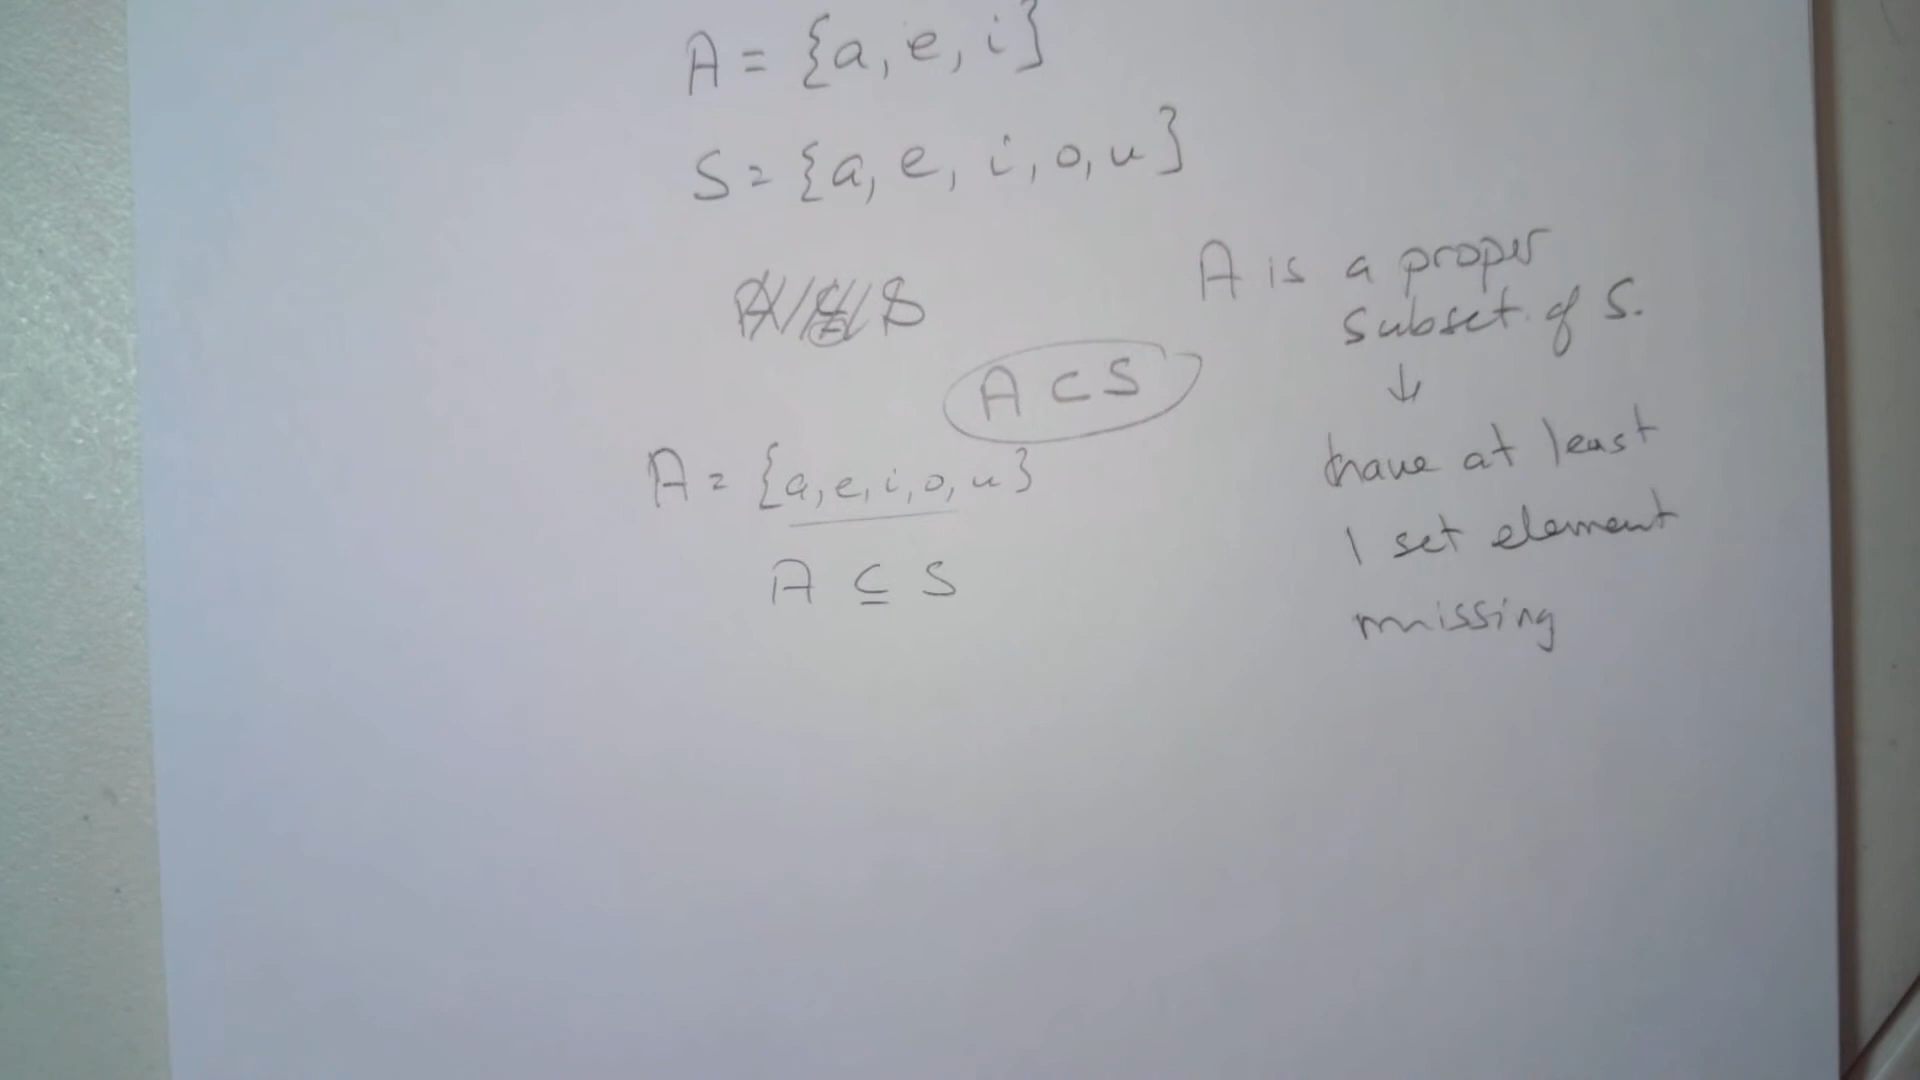 A = {a, e, i}
S = {a, e, i, o, u}
A is a proper
subset of S.
↓
have at least
1 set element
missing
A ⊂ S
A = {a, e, i, o, u}
A ⊆ S